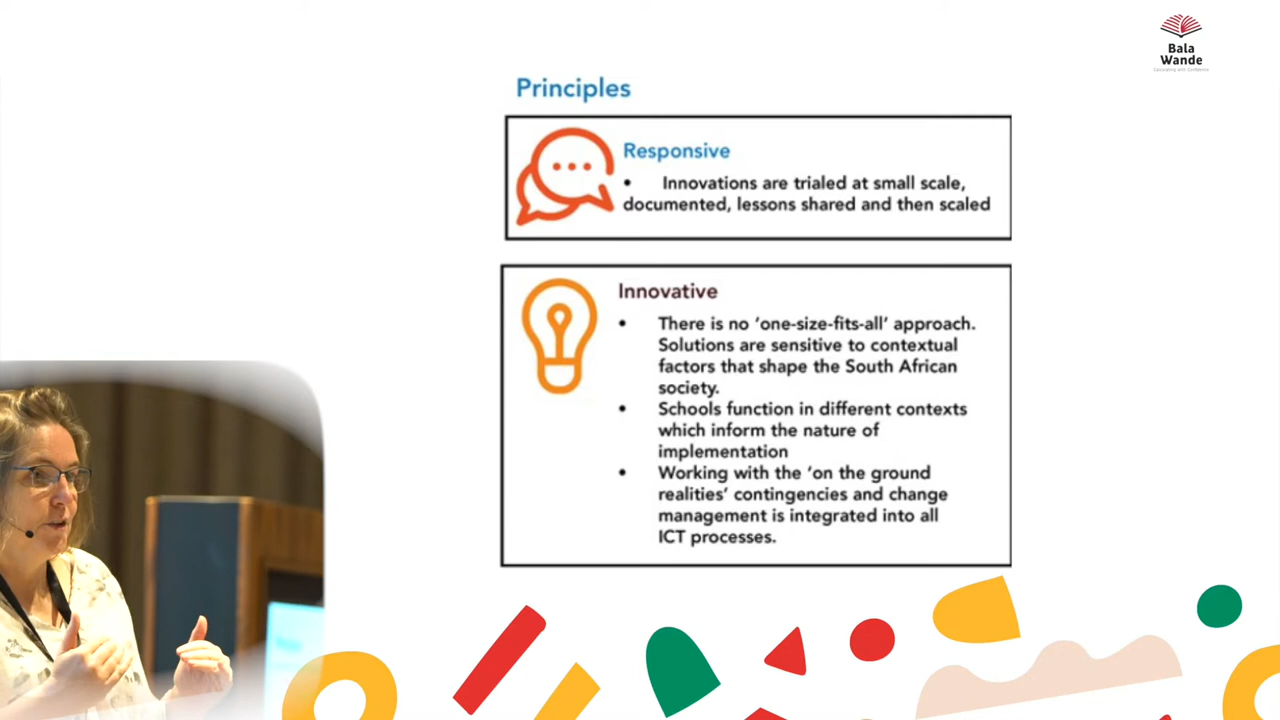 Bala
Wande
Calculating with Confidence
Principles
Responsive
• Innovations are trialed at small scale,
documented, lessons shared and then scaled
Innovative
• There is no ‘one-size-fits-all’ approach.
Solutions are sensitive to contextual
factors that shape the South African
society.
• Schools function in different contexts
which inform the nature of
implementation
• Working with the ‘on the ground
realities’ contingencies and change
management is integrated into all
ICT processes.